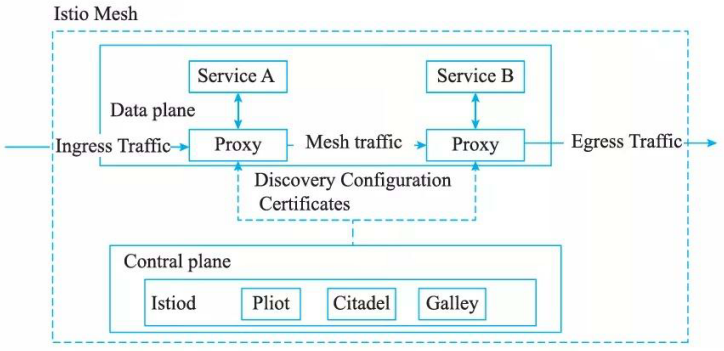 Istio Mesh
Service A
Service B
Data plane
Ingress Traffic
Proxy
Mesh traffic
Proxy
Egress Traffic
Discovery Configuration
Certificates
Contral plane
Istiod
Pliot
Citadel
Galley